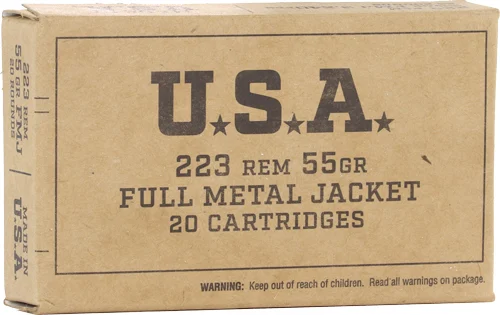 U.S.A.
223 REM 55GR
FULL METAL JACKET
20 CARTRIDGES
WARNING: Keep out of reach of children. Read all warnings on package.
223 REM
55 GR FMJ
20 ROUNDS
MADE IN
U.S.A.